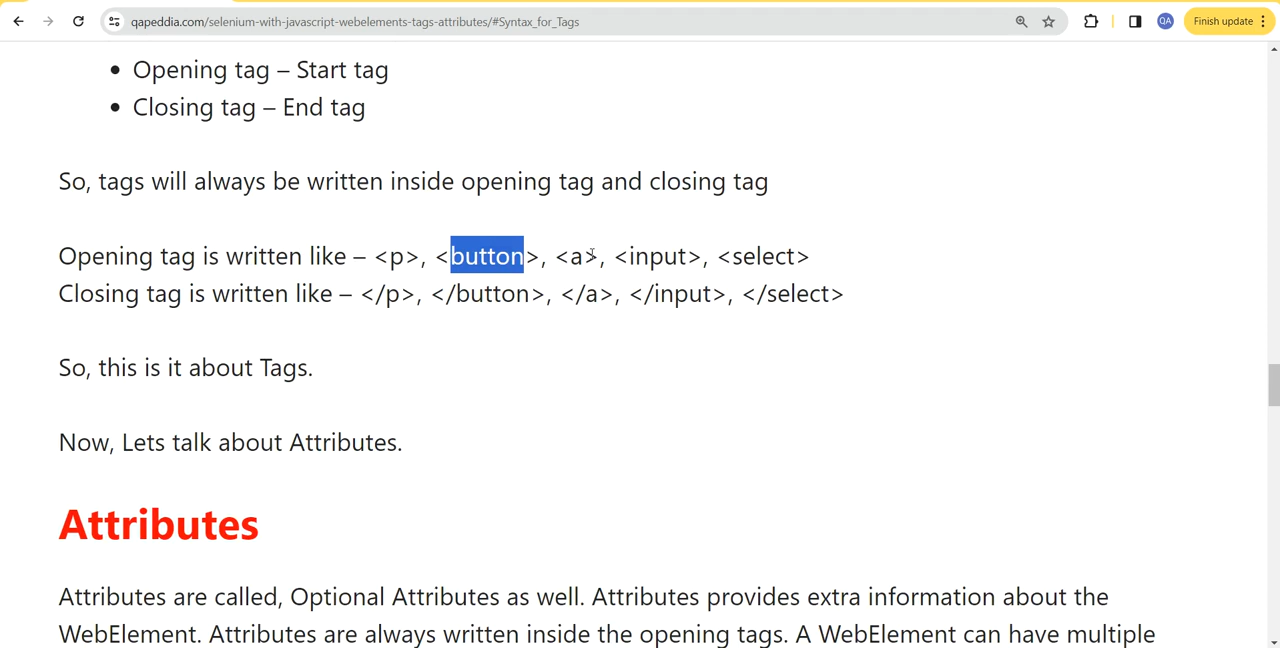 qapeddia.com/selenium-with-javascript-webelements-tags-attributes/#Syntax_for_Tags
QA
Finish update
• Opening tag – Start tag
• Closing tag – End tag
So, tags will always be written inside opening tag and closing tag
Opening tag is written like – <p>, <button>, <a>, <input>, <select>
Closing tag is written like – </p>, </button>, </a>, </input>, </select>
So, this is it about Tags.
Now, Lets talk about Attributes.
Attributes
Attributes are called, Optional Attributes as well. Attributes provides extra information about the
WebElement. Attributes are always written inside the opening tags. A WebElement can have multiple